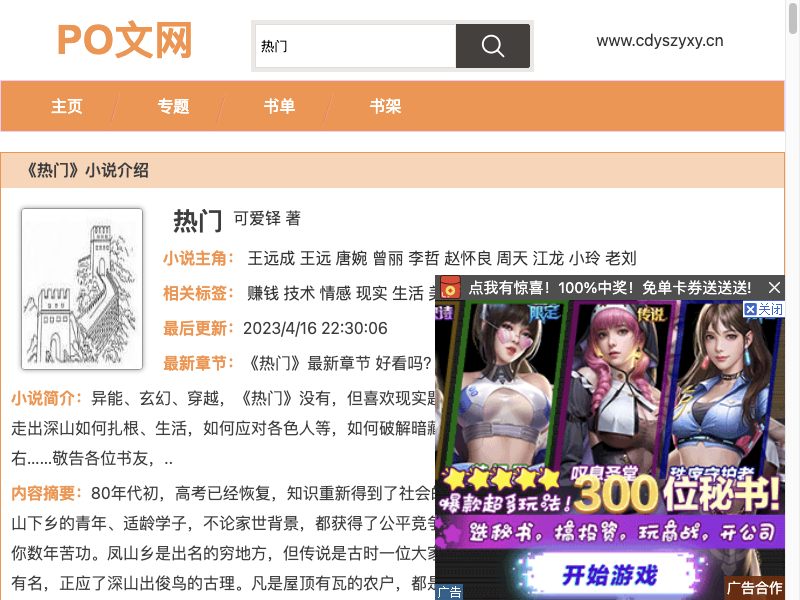 PO文网
热门
www.cdyszyxy.cn
主页 专题 书单 书架
《热门》小说介绍
热门 可爱铎 著
小说主角： 王远成 王远 唐婉 曾丽 李哲 赵怀良 周天 江龙 小玲 老刘
相关标签： 赚钱 技术 情感 现实 生活
最后更新：2023/4/16 22:30:06
最新章节： 《热门》最新章节 好看吗?
小说简介：异能、玄幻、穿越，《热门》没有，但喜欢现实题
走出深山如何扎根、生活，如何应对各色人等，如何破解暗藏
右……敬告各位书友，..
内容摘要：80年代初，高考已经恢复，知识重新得到了社会的
山下乡的青年、适龄学子，不论家世背景，都获得了公平竞争
你数年苦功。凤山乡是出名的穷地方，但传说是古时一位大家
有名，正应了深山出俊鸟的古理。凡是屋顶有瓦的农户，都是
点我有惊喜！100%中奖！免单卡券送送送!
关闭
限定
传说
叹息圣堂
爆款超多玩法！300位秘书!
选秘书。搞投资。玩商战。开公司
开始游戏
广告
广告合作